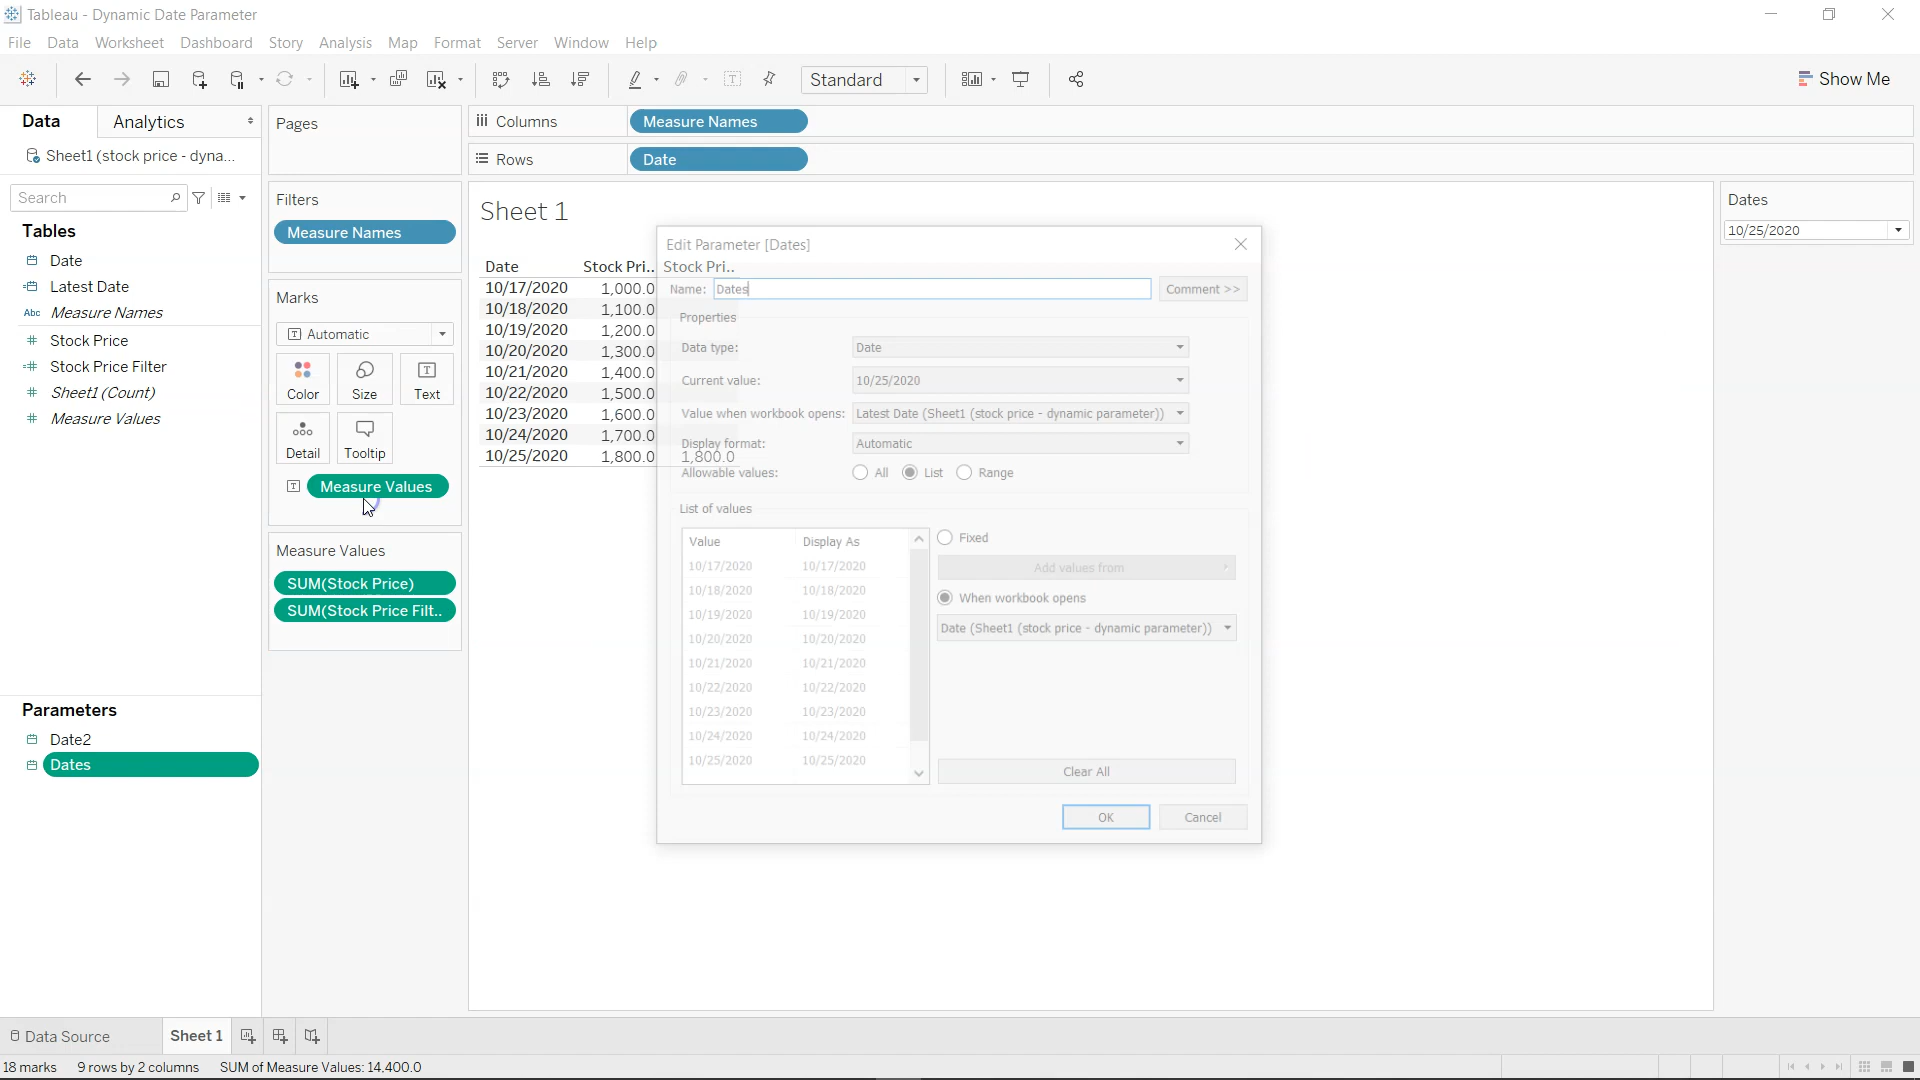 Tableau - Dynamic Date Parameter
File Data Worksheet Dashboard Story Analysis Map Format Server Window Help
Standard
Show Me
Data Analytics
Sheet1 (stock price - dyna...
Search
Tables
Date
Latest Date
Abc Measure Names
Stock Price
Stock Price Filter
Sheet1 (Count)
Measure Values
Parameters
Date2
Dates
Pages
Filters
Measure Names
Marks
Automatic
Color Size Text
Detail Tooltip
Measure Values
Measure Values
SUM(Stock Price)
SUM(Stock Price Filt..
Columns Measure Names
Rows Date
Sheet 1
Date Stock Pri.. Stock Pri..
10/17/2020 1,000.0
10/18/2020 1,100.0
10/19/2020 1,200.0
10/20/2020 1,300.0
10/21/2020 1,400.0
10/22/2020 1,500.0
10/23/2020 1,600.0
10/24/2020 1,700.0
10/25/2020 1,800.0 1,800.0
Edit Parameter [Dates]
Name: Dates Comment >>
Properties
Data type: Date
Current value: 10/25/2020
Value when workbook opens: Latest Date (Sheet1 (stock price - dynamic parameter))
Display format: Automatic
Allowable values: All List Range
List of values
Value Display As
10/17/2020 10/17/2020
10/18/2020 10/18/2020
10/19/2020 10/19/2020
10/20/2020 10/20/2020
10/21/2020 10/21/2020
10/22/2020 10/22/2020
10/23/2020 10/23/2020
10/24/2020 10/24/2020
10/25/2020 10/25/2020
Fixed
Add values from
When workbook opens
Date (Sheet1 (stock price - dynamic parameter))
Clear All
OK Cancel
Dates
10/25/2020
Data Source Sheet 1
18 marks 9 rows by 2 columns SUM of Measure Values: 14,400.0